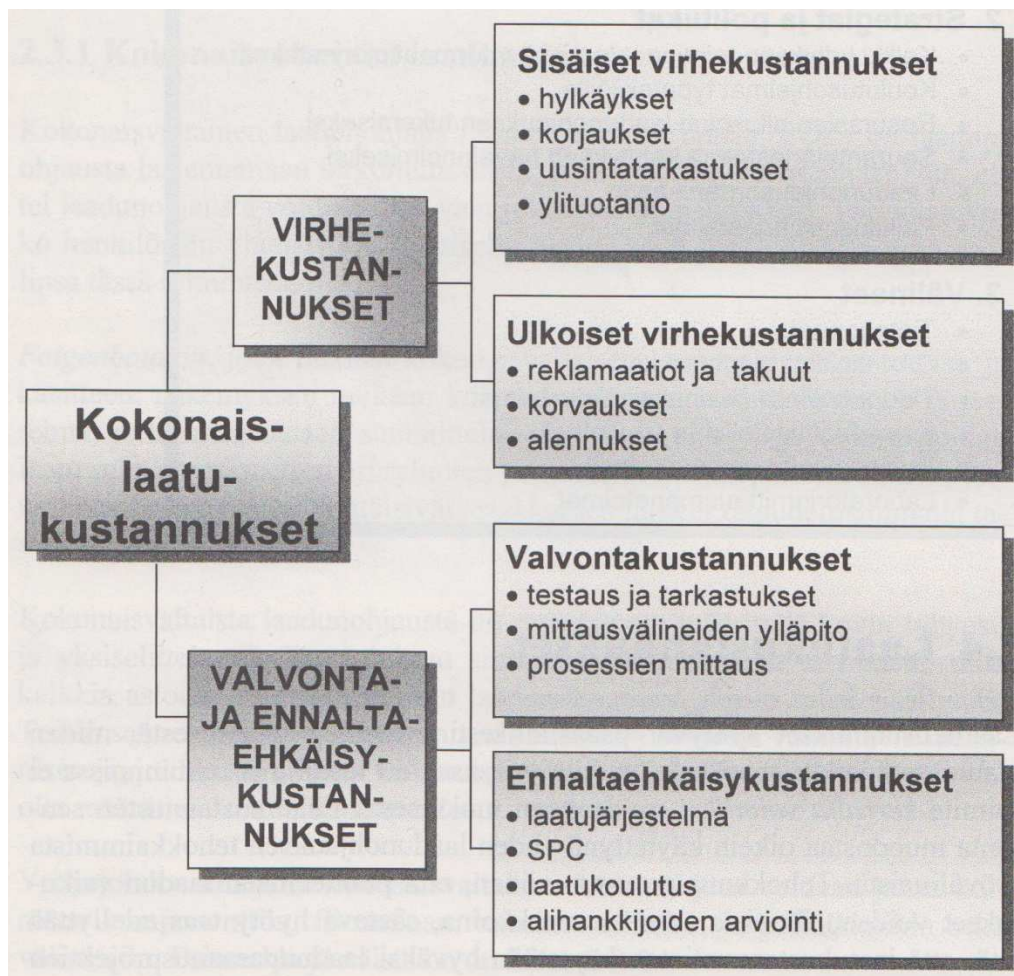 Kokonais-
laatu-
kustannukset
VIRHE-
KUSTAN-
NUKSET
Sisäiset virhekustannukset
• hylkäykset
• korjaukset
• uusintatarkastukset
• ylituotanto
Ulkoiset virhekustannukset
• reklamaatiot ja takuut
• korvaukset
• alennukset
VALVONTA-
JA ENNALTA-
EHKÄISY-
KUSTAN-
NUKSET
Valvontakustannukset
• testaus ja tarkastukset
• mittausvälineiden ylläpito
• prosessien mittaus
Ennaltaehkäisykustannukset
• laatujärjestelmä
• SPC
• laatukoulutus
• alihankkijoiden arviointi